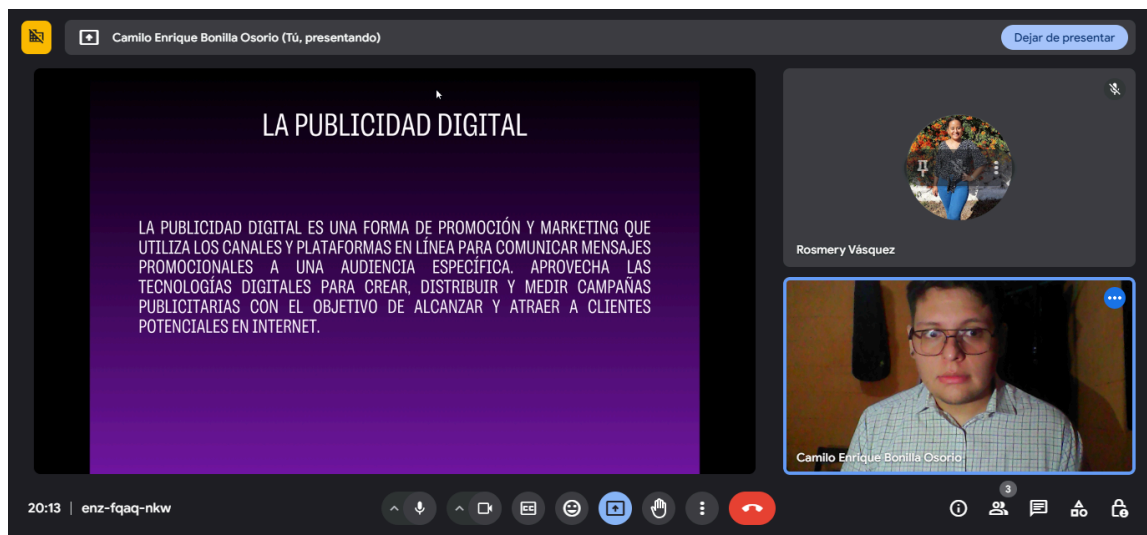 Camilo Enrique Bonilla Osorio (Tú, presentando)
Dejar de presentar
LA PUBLICIDAD DIGITAL
LA PUBLICIDAD DIGITAL ES UNA FORMA DE PROMOCIÓN Y MARKETING QUE
UTILIZA LOS CANALES Y PLATAFORMAS EN LÍNEA PARA COMUNICAR MENSAJES
PROMOCIONALES A UNA AUDIENCIA ESPECÍFICA. APROVECHA LAS
TECNOLOGÍAS DIGITALES PARA CREAR, DISTRIBUIR Y MEDIR CAMPAÑAS
PUBLICITARIAS CON EL OBJETIVO DE ALCANZAR Y ATRAER A CLIENTES
POTENCIALES EN INTERNET.
Rosmery Vásquez
Camilo Enrique Bonilla Osorio
20:13 | enz-fqaq-nkw
3